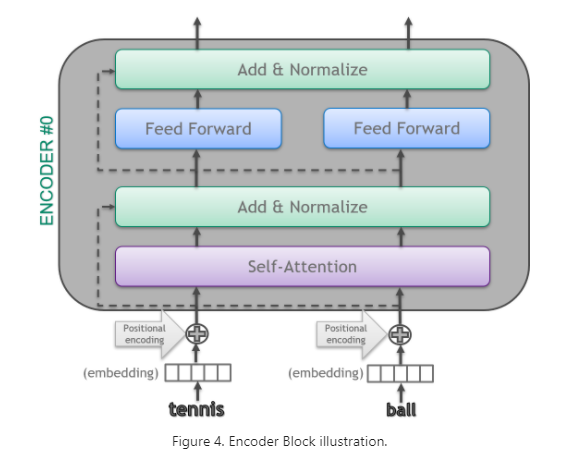 ENCODER #0
Add & Normalize
Feed Forward
Feed Forward
Add & Normalize
Self-Attention
Positional
encoding
Positional
encoding
(embedding)
(embedding)
tennis
ball
Figure 4. Encoder Block illustration.